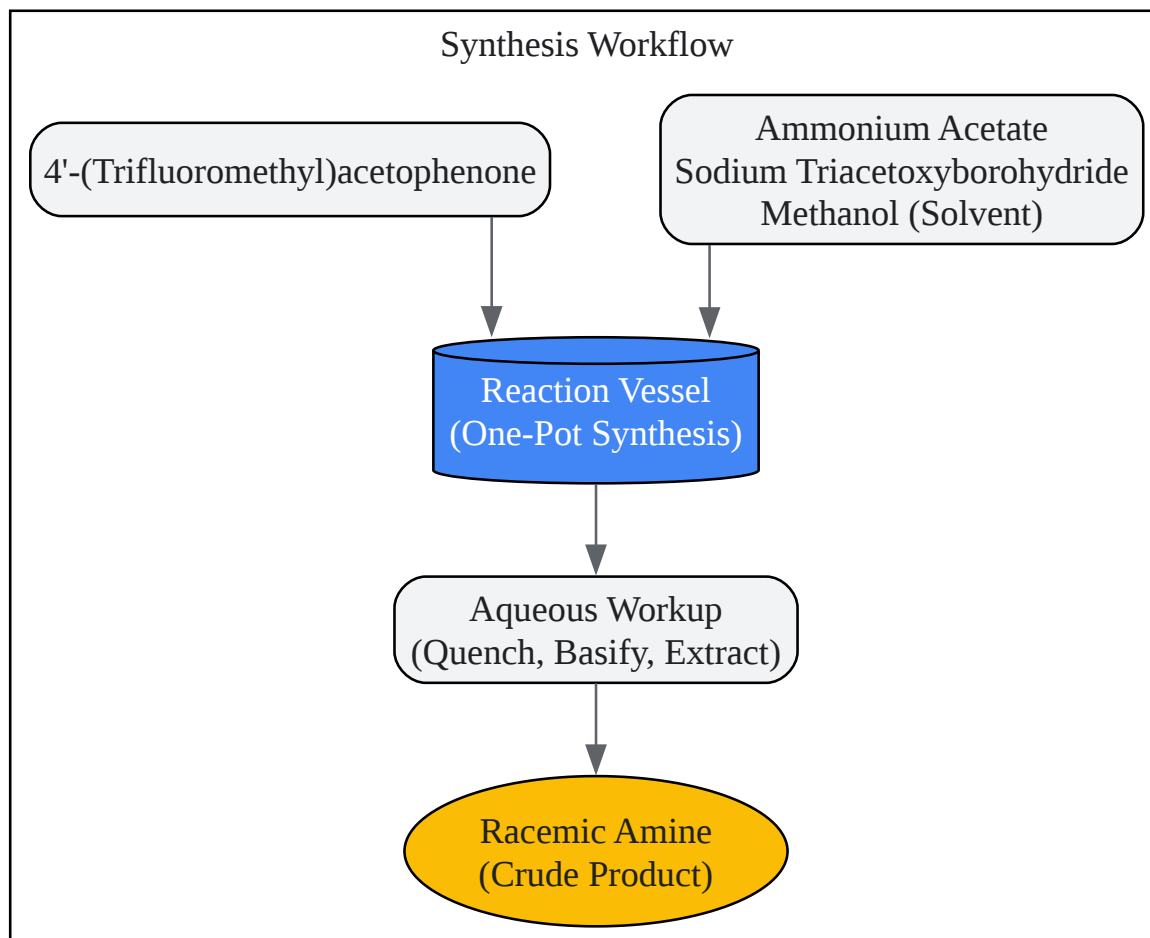 Synthesis Workflow
4'-(Trifluoromethyl)acetophenone
Ammonium Acetate
Sodium Triacetoxyborohydride
Methanol (Solvent)
Reaction Vessel
(One-Pot Synthesis)
Aqueous Workup
(Quench, Basify, Extract)
Racemic Amine
(Crude Product)